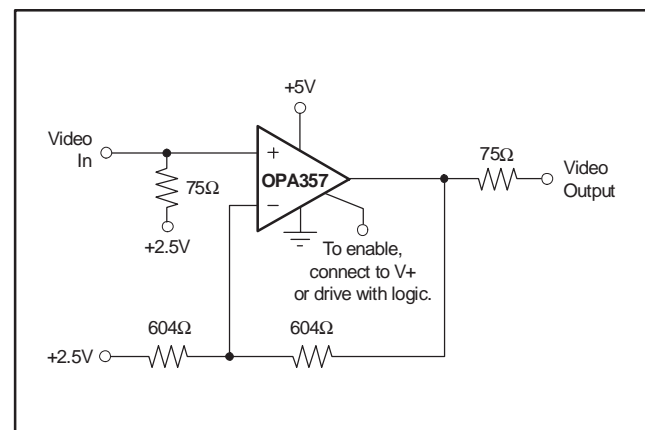 +5V
Video
In
+
OPA357
−
75Ω
+2.5V
75Ω
Video
Output
To enable,
connect to V+
or drive with logic.
604Ω
604Ω
+2.5V